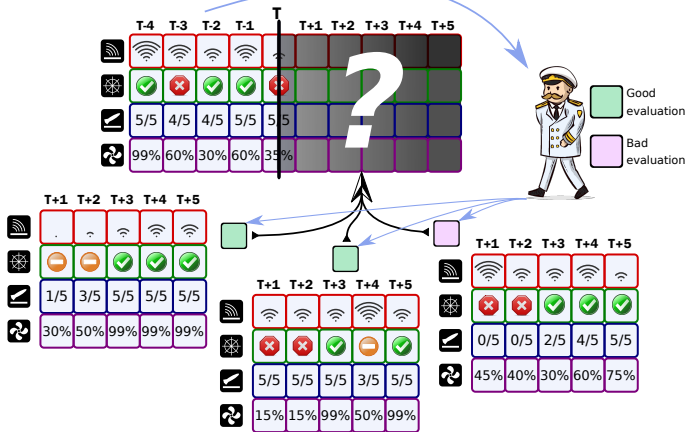 T
T-4 T-3 T-2 T-1 T+1 T+2 T+3 T+4 T+5
5/5 4/5 4/5 5/5 5/5
99% 60% 30% 60% 35%
?
Good
evaluation
Bad
evaluation
T+1 T+2 T+3 T+4 T+5
1/5 3/5 5/5 5/5 5/5
30% 50% 99% 99% 99%
T+1 T+2 T+3 T+4 T+5
5/5 5/5 5/5 3/5 5/5
15% 15% 99% 50% 99%
T+1 T+2 T+3 T+4 T+5
0/5 0/5 2/5 4/5 5/5
45% 40% 30% 60% 75%